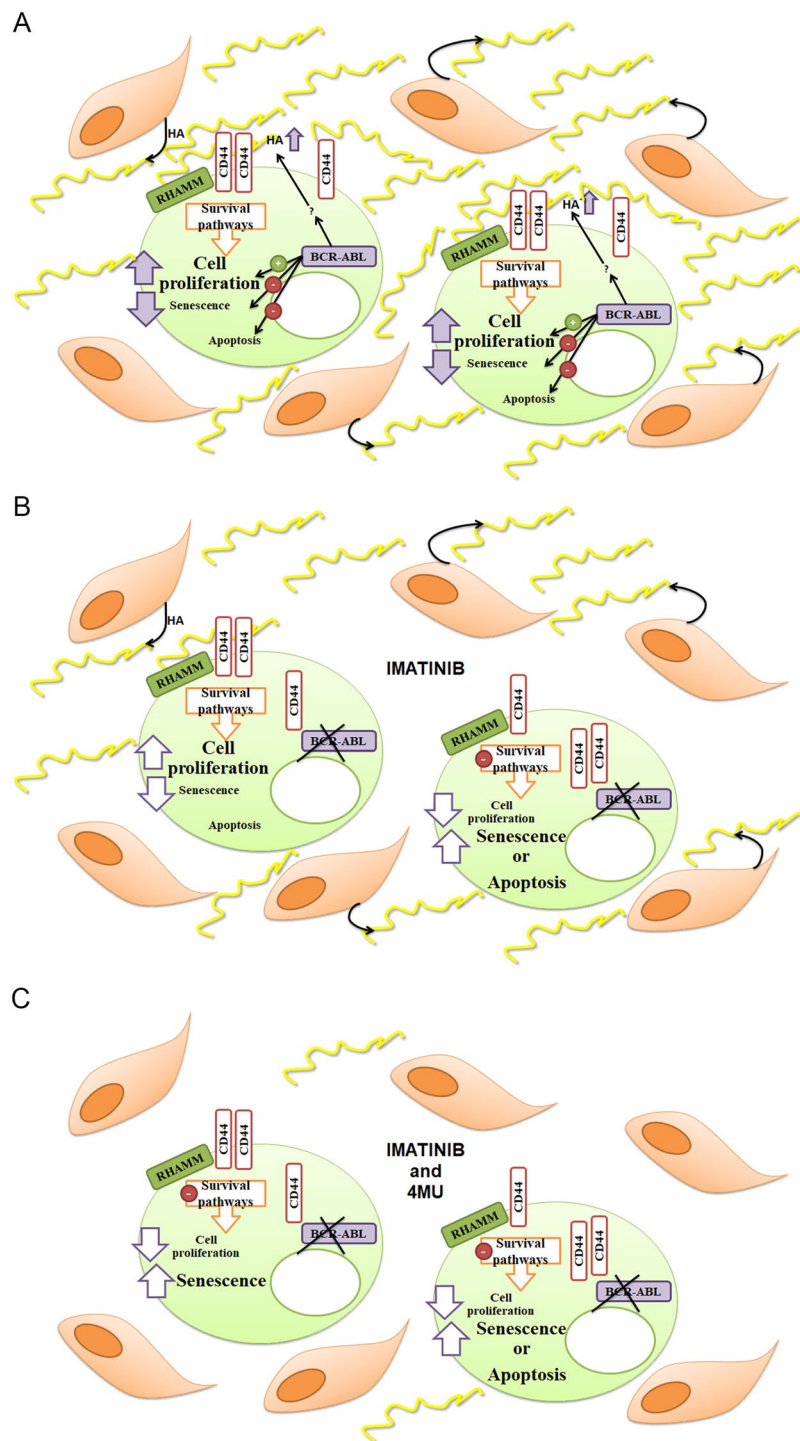 A
HA
CD44
CD44
HA
CD44
RHAMM
Survival
pathways
?
BCR-ABL
Cell
proliferation
+
-
Senescence
-
Apoptosis
CD44
CD44
HA
CD44
RHAMM
Survival
pathways
?
BCR-ABL
Cell
proliferation
+
-
Senescence
-
Apoptosis
B
HA
CD44
CD44
RHAMM
Survival
pathways
CD44
BCR-ABL
Cell
proliferation
Senescence
Apoptosis
IMATINIB
CD44
RHAMM
-
Survival
pathways
CD44
CD44
BCR-ABL
Cell
proliferation
Senescence
or
Apoptosis
C
CD44
CD44
RHAMM
-
Survival
pathways
CD44
BCR-ABL
Cell
proliferation
Senescence
IMATINIB
and
4MU
CD44
RHAMM
-
Survival
pathways
CD44
CD44
BCR-ABL
Cell
proliferation
Senescence
or
Apoptosis